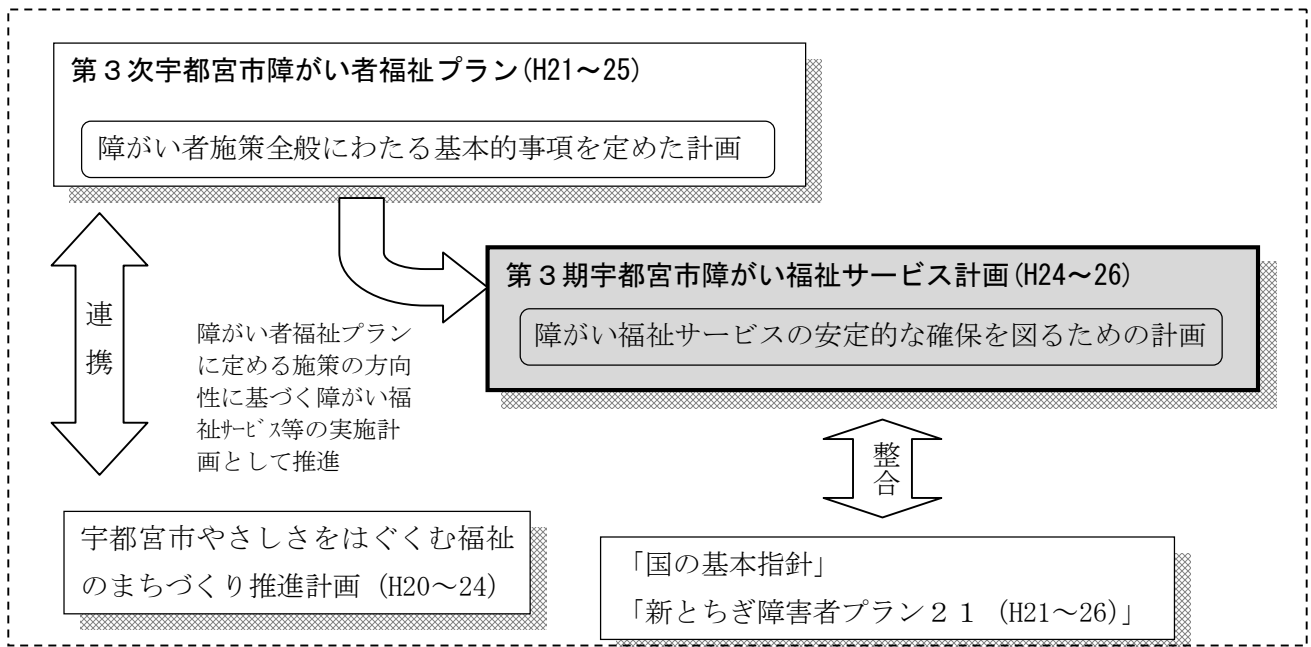 第３次宇都宮市障がい者福祉プラン(H21～25)
障がい者施策全般にわたる基本的事項を定めた計画
第３期宇都宮市障がい福祉サービス計画(H24～26)
障がい福祉サービスの安定的な確保を図るための計画
連携
障がい者福祉プラン
に定める施策の方向
性に基づく障がい福
祉ｻｰﾋﾞｽ等の実施計
画として推進
整合
宇都宮市やさしさをはぐくむ福祉
のまちづくり推進計画（H20～24）
「国の基本指針」
「新とちぎ障害者プラン２１（H21～26）」